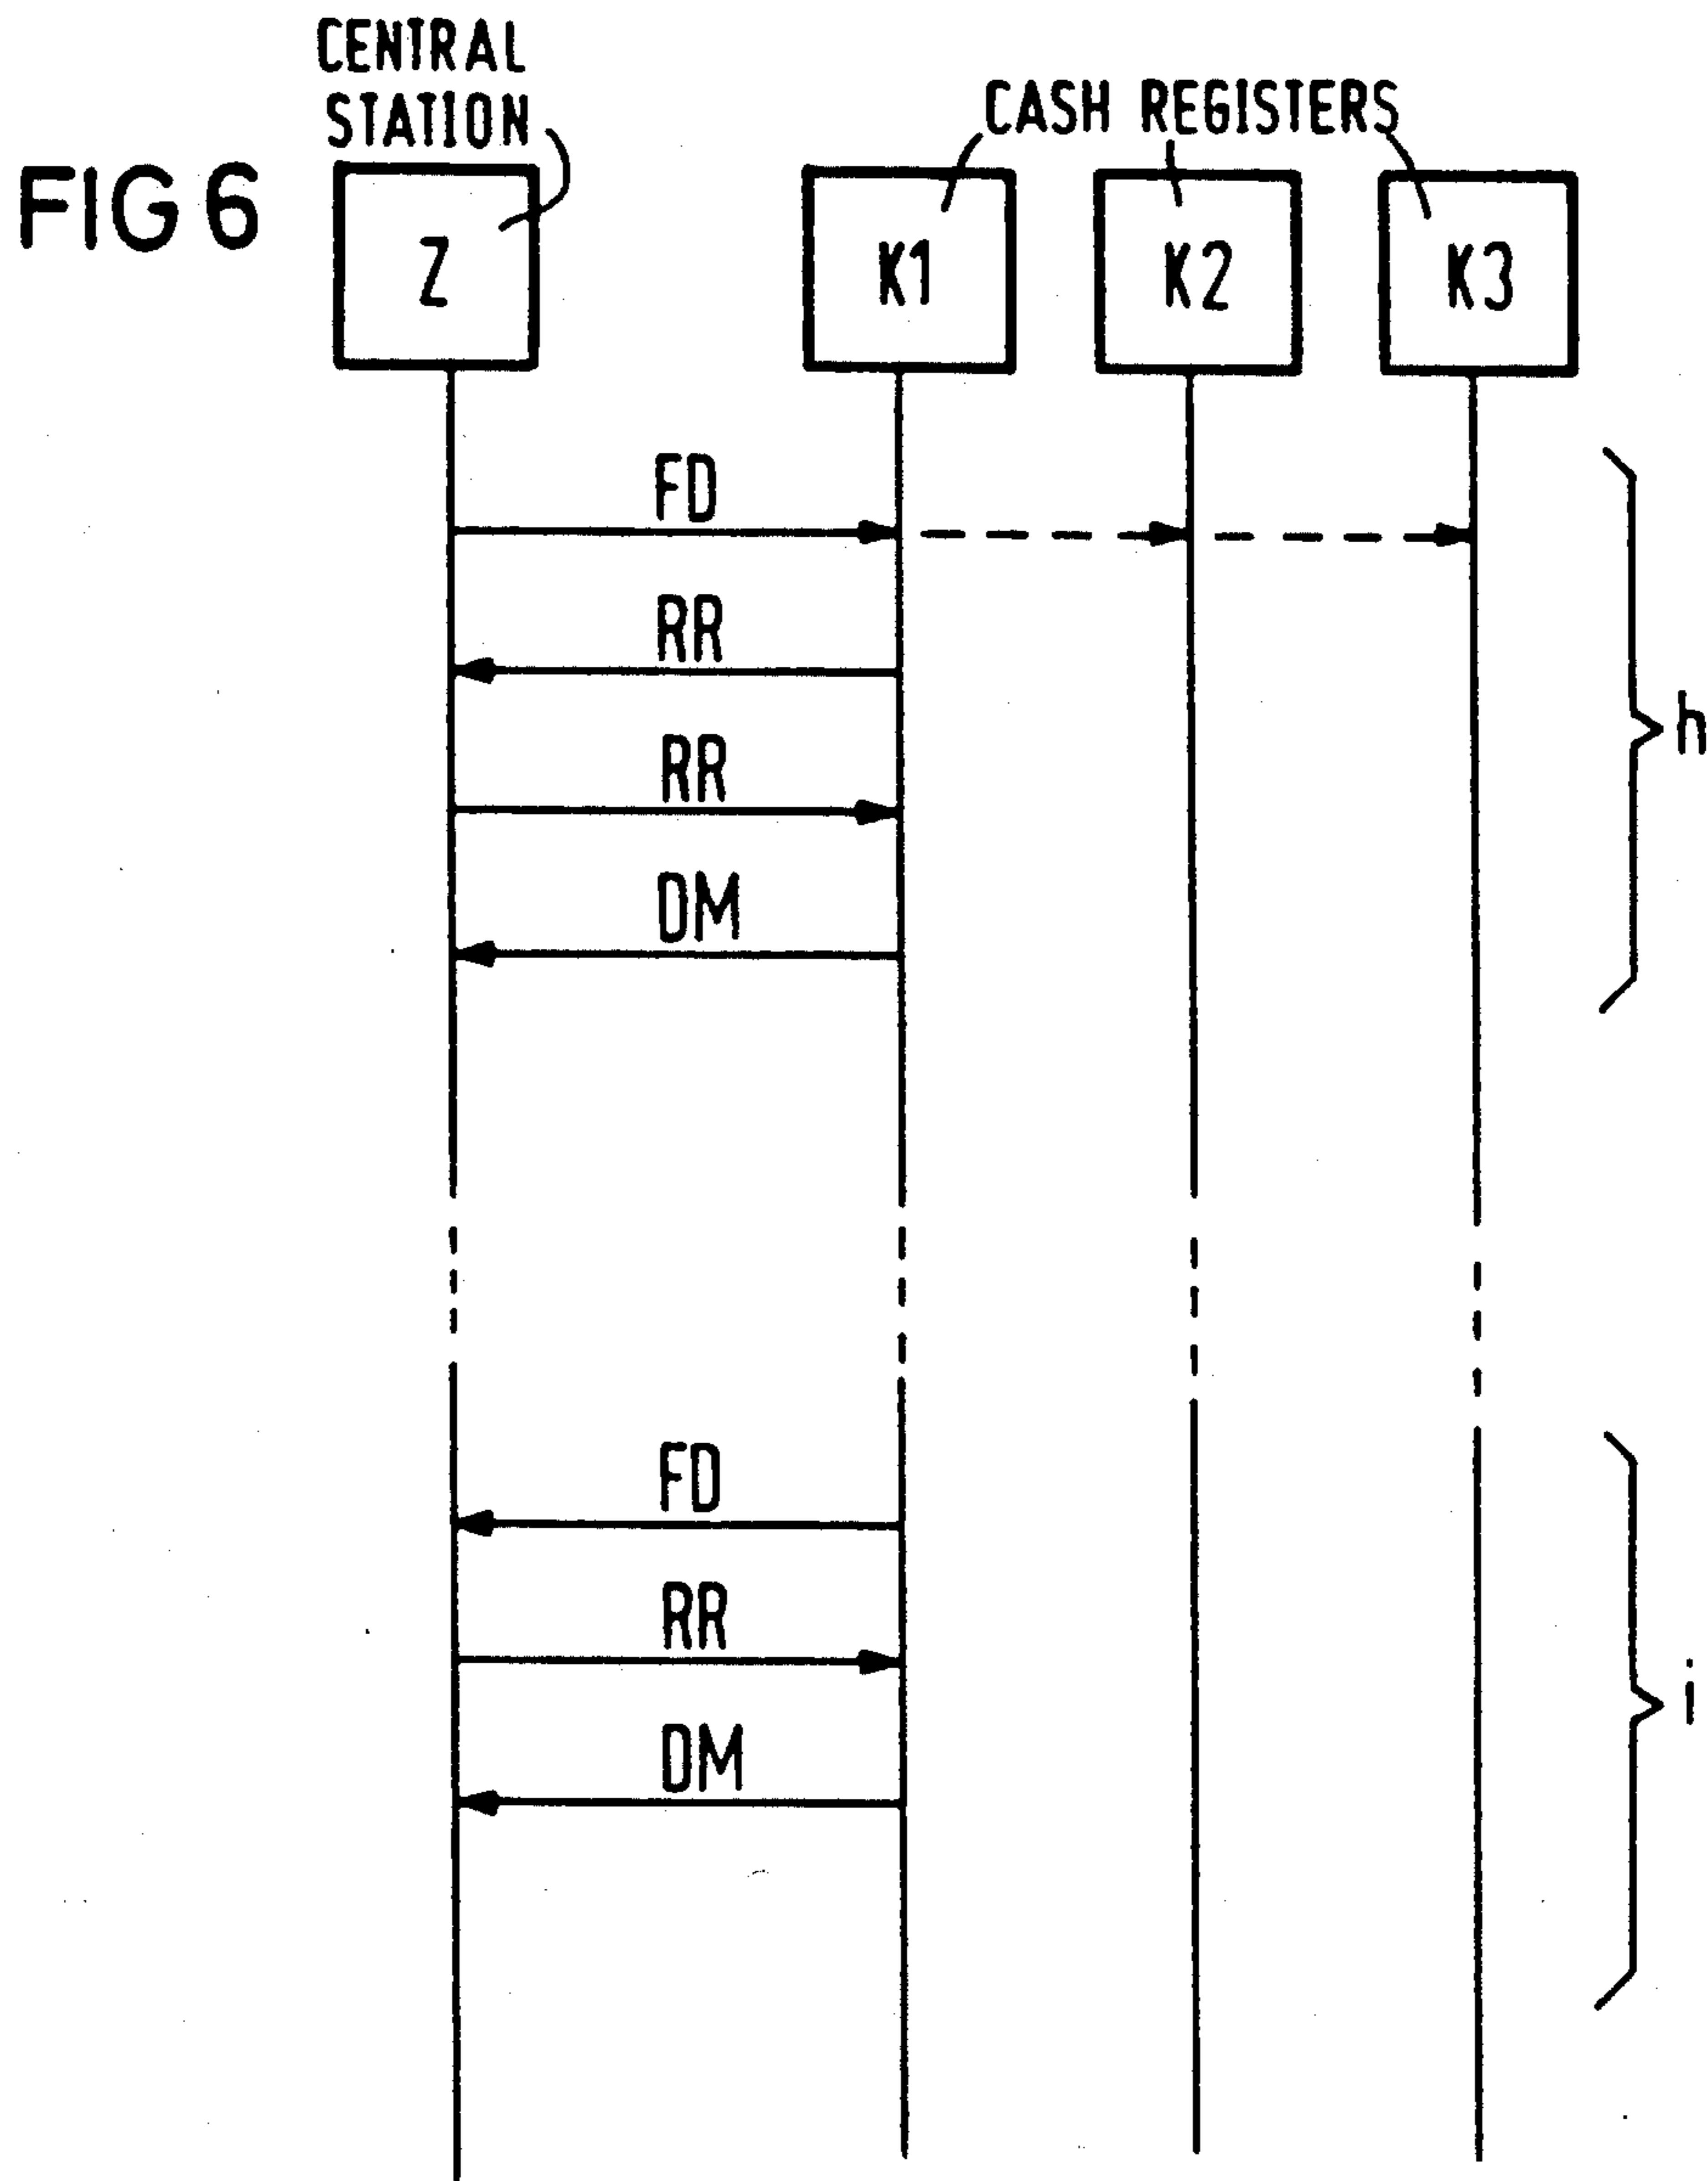 CENTRAL
STATION
CASH REGISTERS
FIG 6
Z
K1
K2
K3
FD
RR
RR
DM
h
FD
RR
DM
i